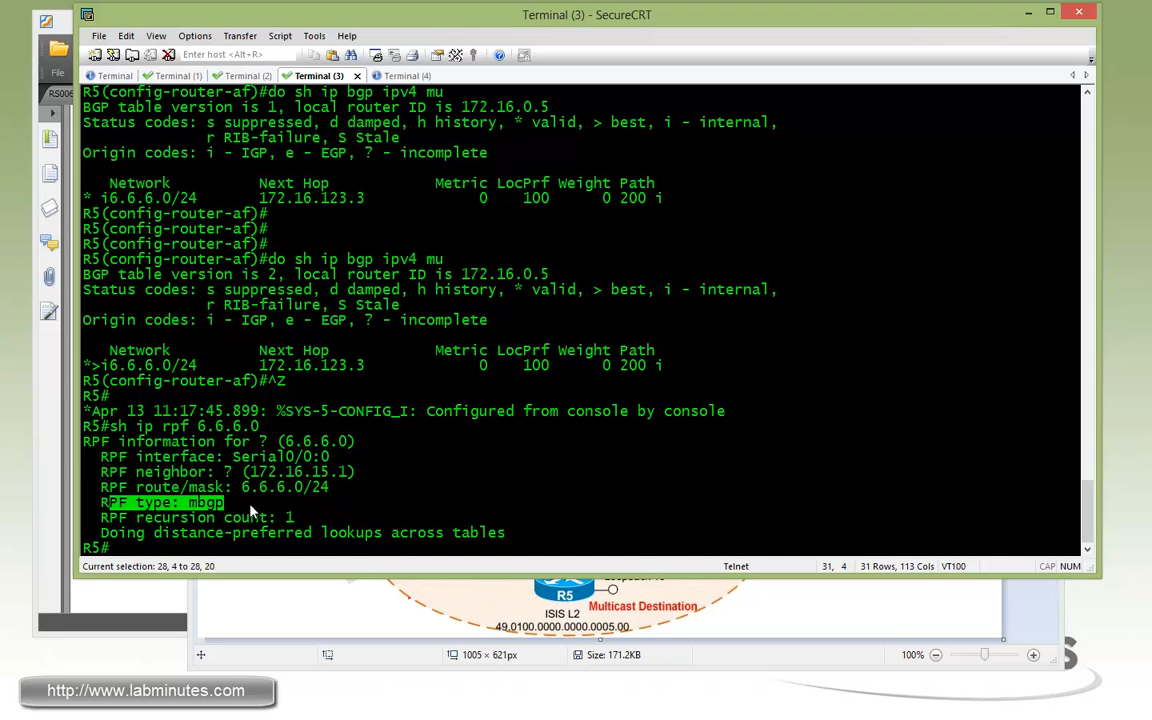 Terminal (3) - SecureCRT
File Edit View Options Transfer Script Tools Help
Enter host <Alt+R>
File
Terminal Terminal (1) Terminal (2) Terminal (3) Terminal (4)
RS006
R5(config-router-af)#do sh ip bgp ipv4 mu
BGP table version is 1, local router ID is 172.16.0.5
Status codes: s suppressed, d damped, h history, * valid, > best, i - internal,
r RIB-failure, S Stale
Origin codes: i - IGP, e - EGP, ? - incomplete
Network Next Hop Metric LocPrf Weight Path
* i6.6.6.0/24 172.16.123.3 0 100 0 200 i
R5(config-router-af)#
R5(config-router-af)#
R5(config-router-af)#
R5(config-router-af)#do sh ip bgp ipv4 mu
BGP table version is 2, local router ID is 172.16.0.5
Status codes: s suppressed, d damped, h history, * valid, > best, i - internal,
r RIB-failure, S Stale
Origin codes: i - IGP, e - EGP, ? - incomplete
Network Next Hop Metric LocPrf Weight Path
*>i6.6.6.0/24 172.16.123.3 0 100 0 200 i
R5(config-router-af)#^Z
R5#
*Apr 13 11:17:45.899: %SYS-5-CONFIG_I: Configured from console by console
R5#sh ip rpf 6.6.6.0
RPF information for ? (6.6.6.0)
RPF interface: Serial0/0:0
RPF neighbor: ? (172.16.15.1)
RPF route/mask: 6.6.6.0/24
RPF type: mbgp
RPF recursion count: 1
Doing distance-preferred lookups across tables
R5#
Current selection: 28, 4 to 28, 20 Telnet 31, 4 31 Rows, 113 Cols VT100 CAP NUM
R5
Multicast Destination
ISIS L2
49.0100.0000.0000.0005.00
1005 × 621px Size: 171.2KB 100%
http://www.labminutes.com